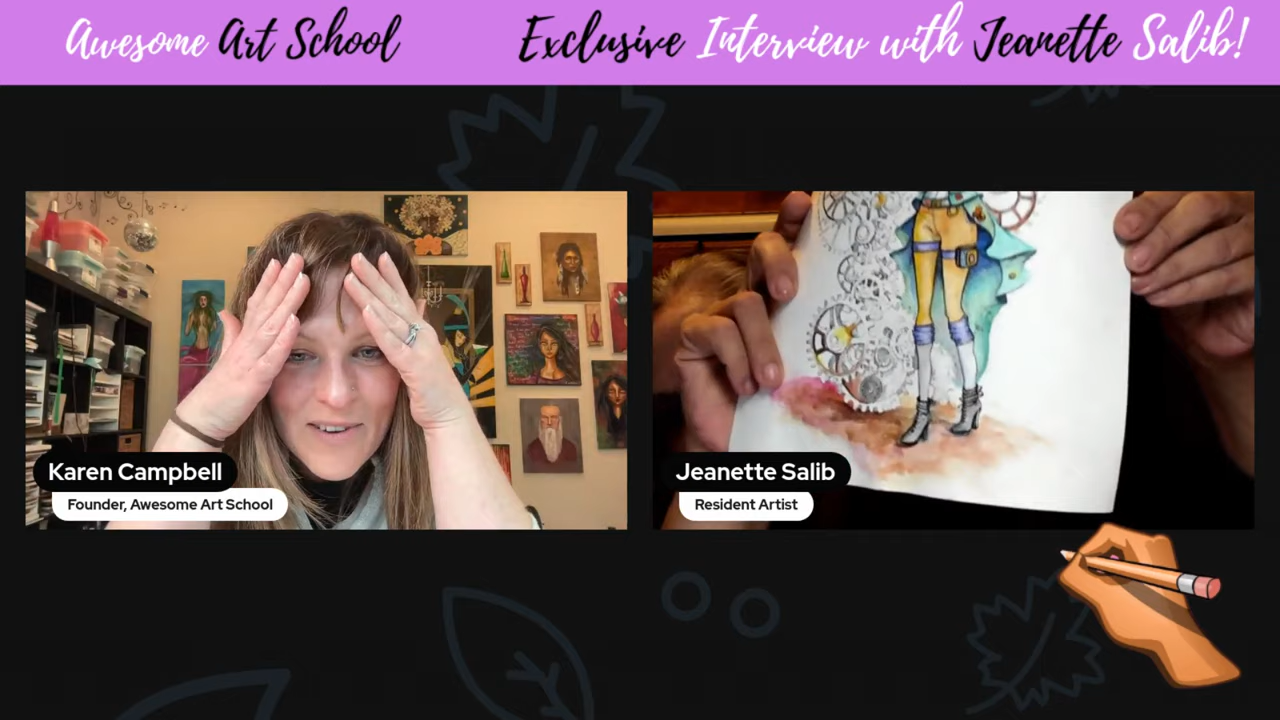 Awesome Art School
Exclusive Interview with Jeanette Salib!
Karen Campbell
Founder, Awesome Art School
Jeanette Salib
Resident Artist